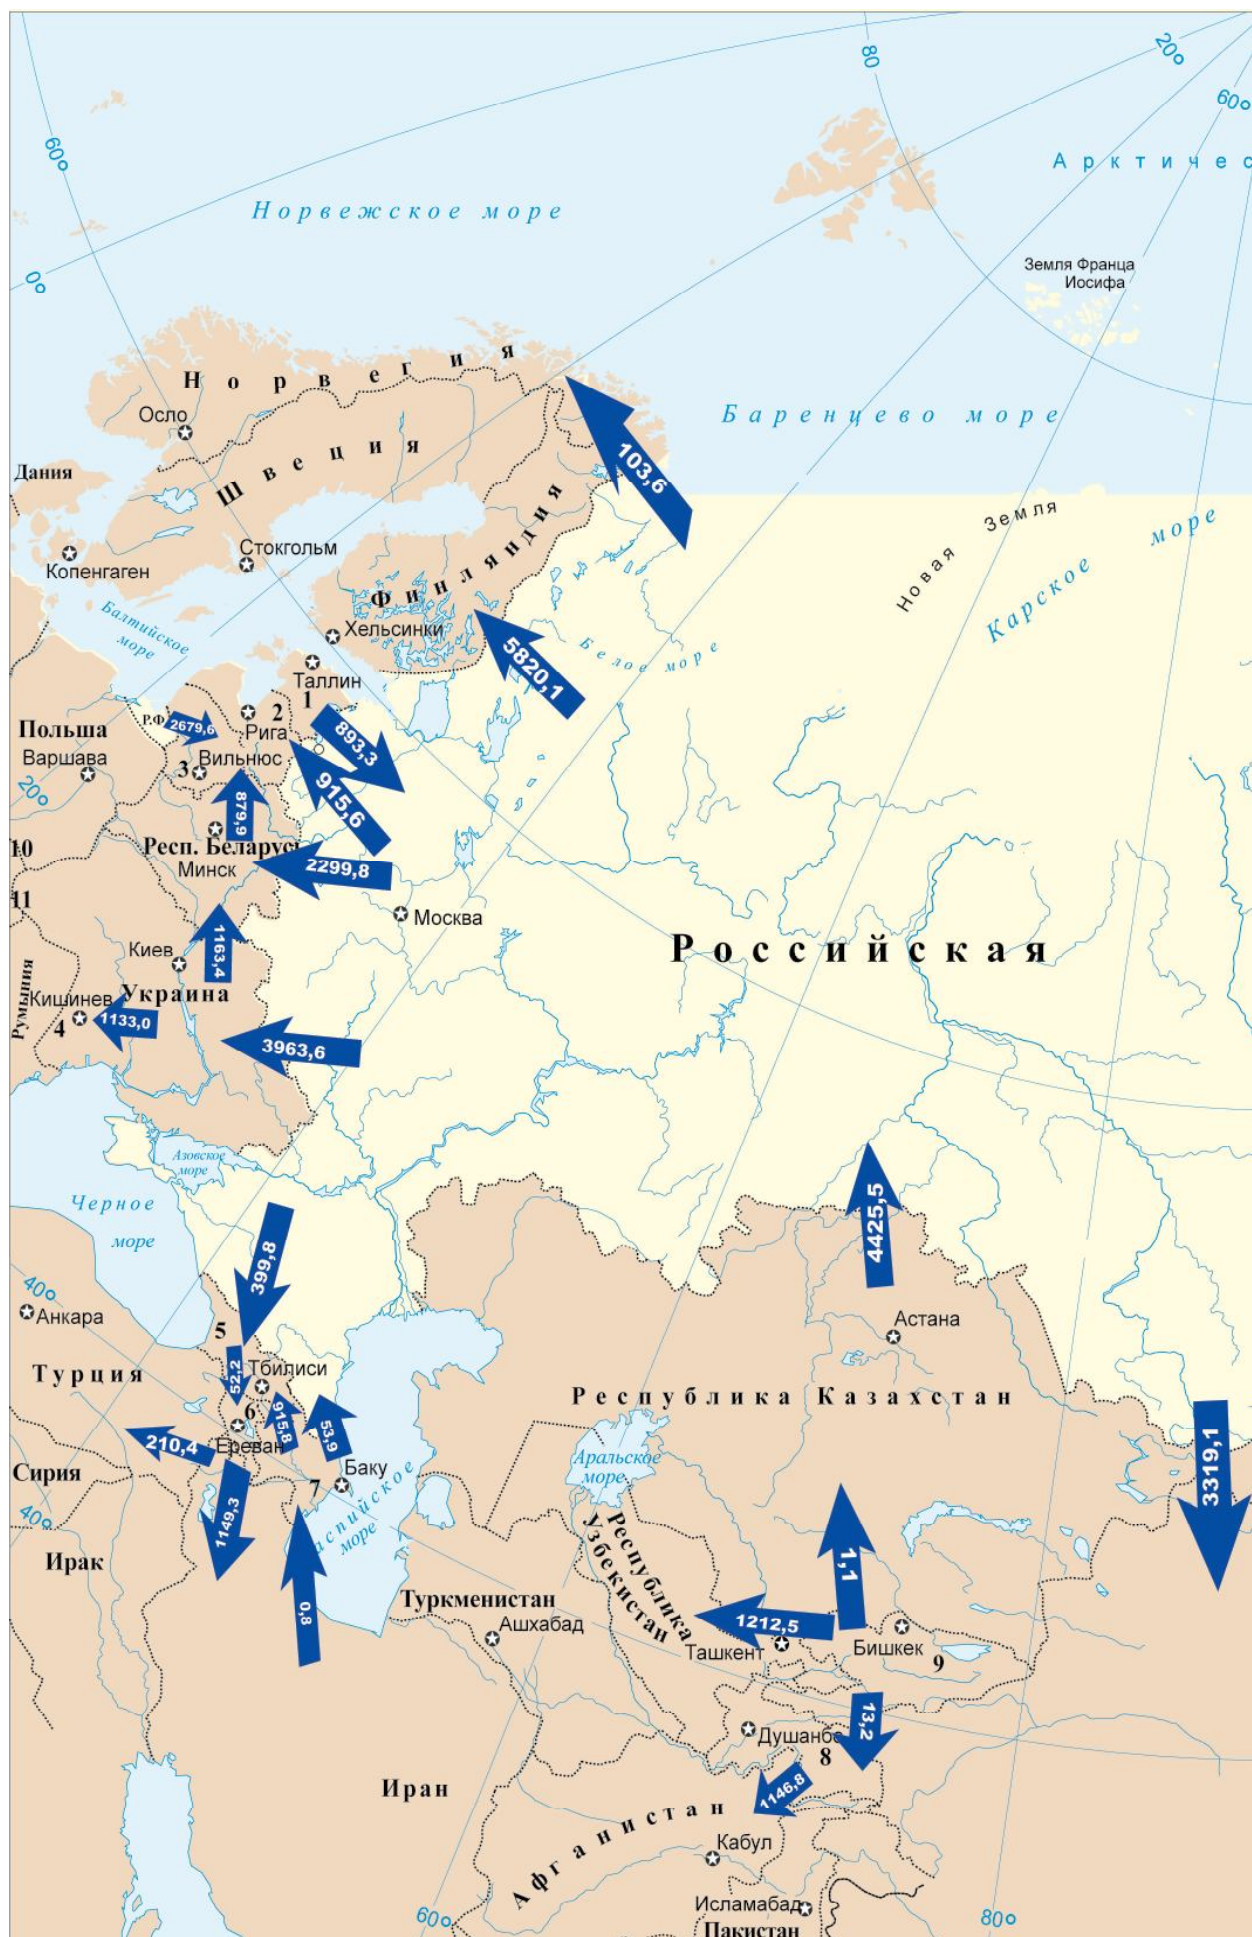 80
20°
60°
60°
Арктичес
Норвежское море
0°
Земля Франца
Иосифа
Норвегия
Баренцево море
Осло
103,6
Швеция
Дания
Новая Земля
Карское море
Стокгольм
Копенгаген
Финляндия
Балтийское
море
Хельсинки
5820,1
Белое море
Таллин
1
2
Р.Ф.
2679,6
Рига
Польша
893,3
Варшава
3
Вильнюс
915,6
20°
879,9
10
Респ. Беларусь
Минск
2299,8
11
Москва
1163,4
Российская
Киев
Румыния
Кишинев
Украина
4
1133,0
3963,6
Азовское
море
Черное
море
4425,5
399,8
40°
Анкара
5
Астана
Турция
52,2
Тбилиси
Республика Казахстан
6
915,8
53,9
3319,1
210,4
Ереван
Сирия
7
Баку
Аральское
море
40°
1149,3
аспийское
море
Ирак
Республика
Узбекистан
1,1
0,8
Туркменистан
Ашхабад
1212,5
Ташкент
Бишкек
9
13,2
Душанбе
8
Иран
1146,8
Афганистан
Кабул
Исламабад
60°
80°
Пакистан